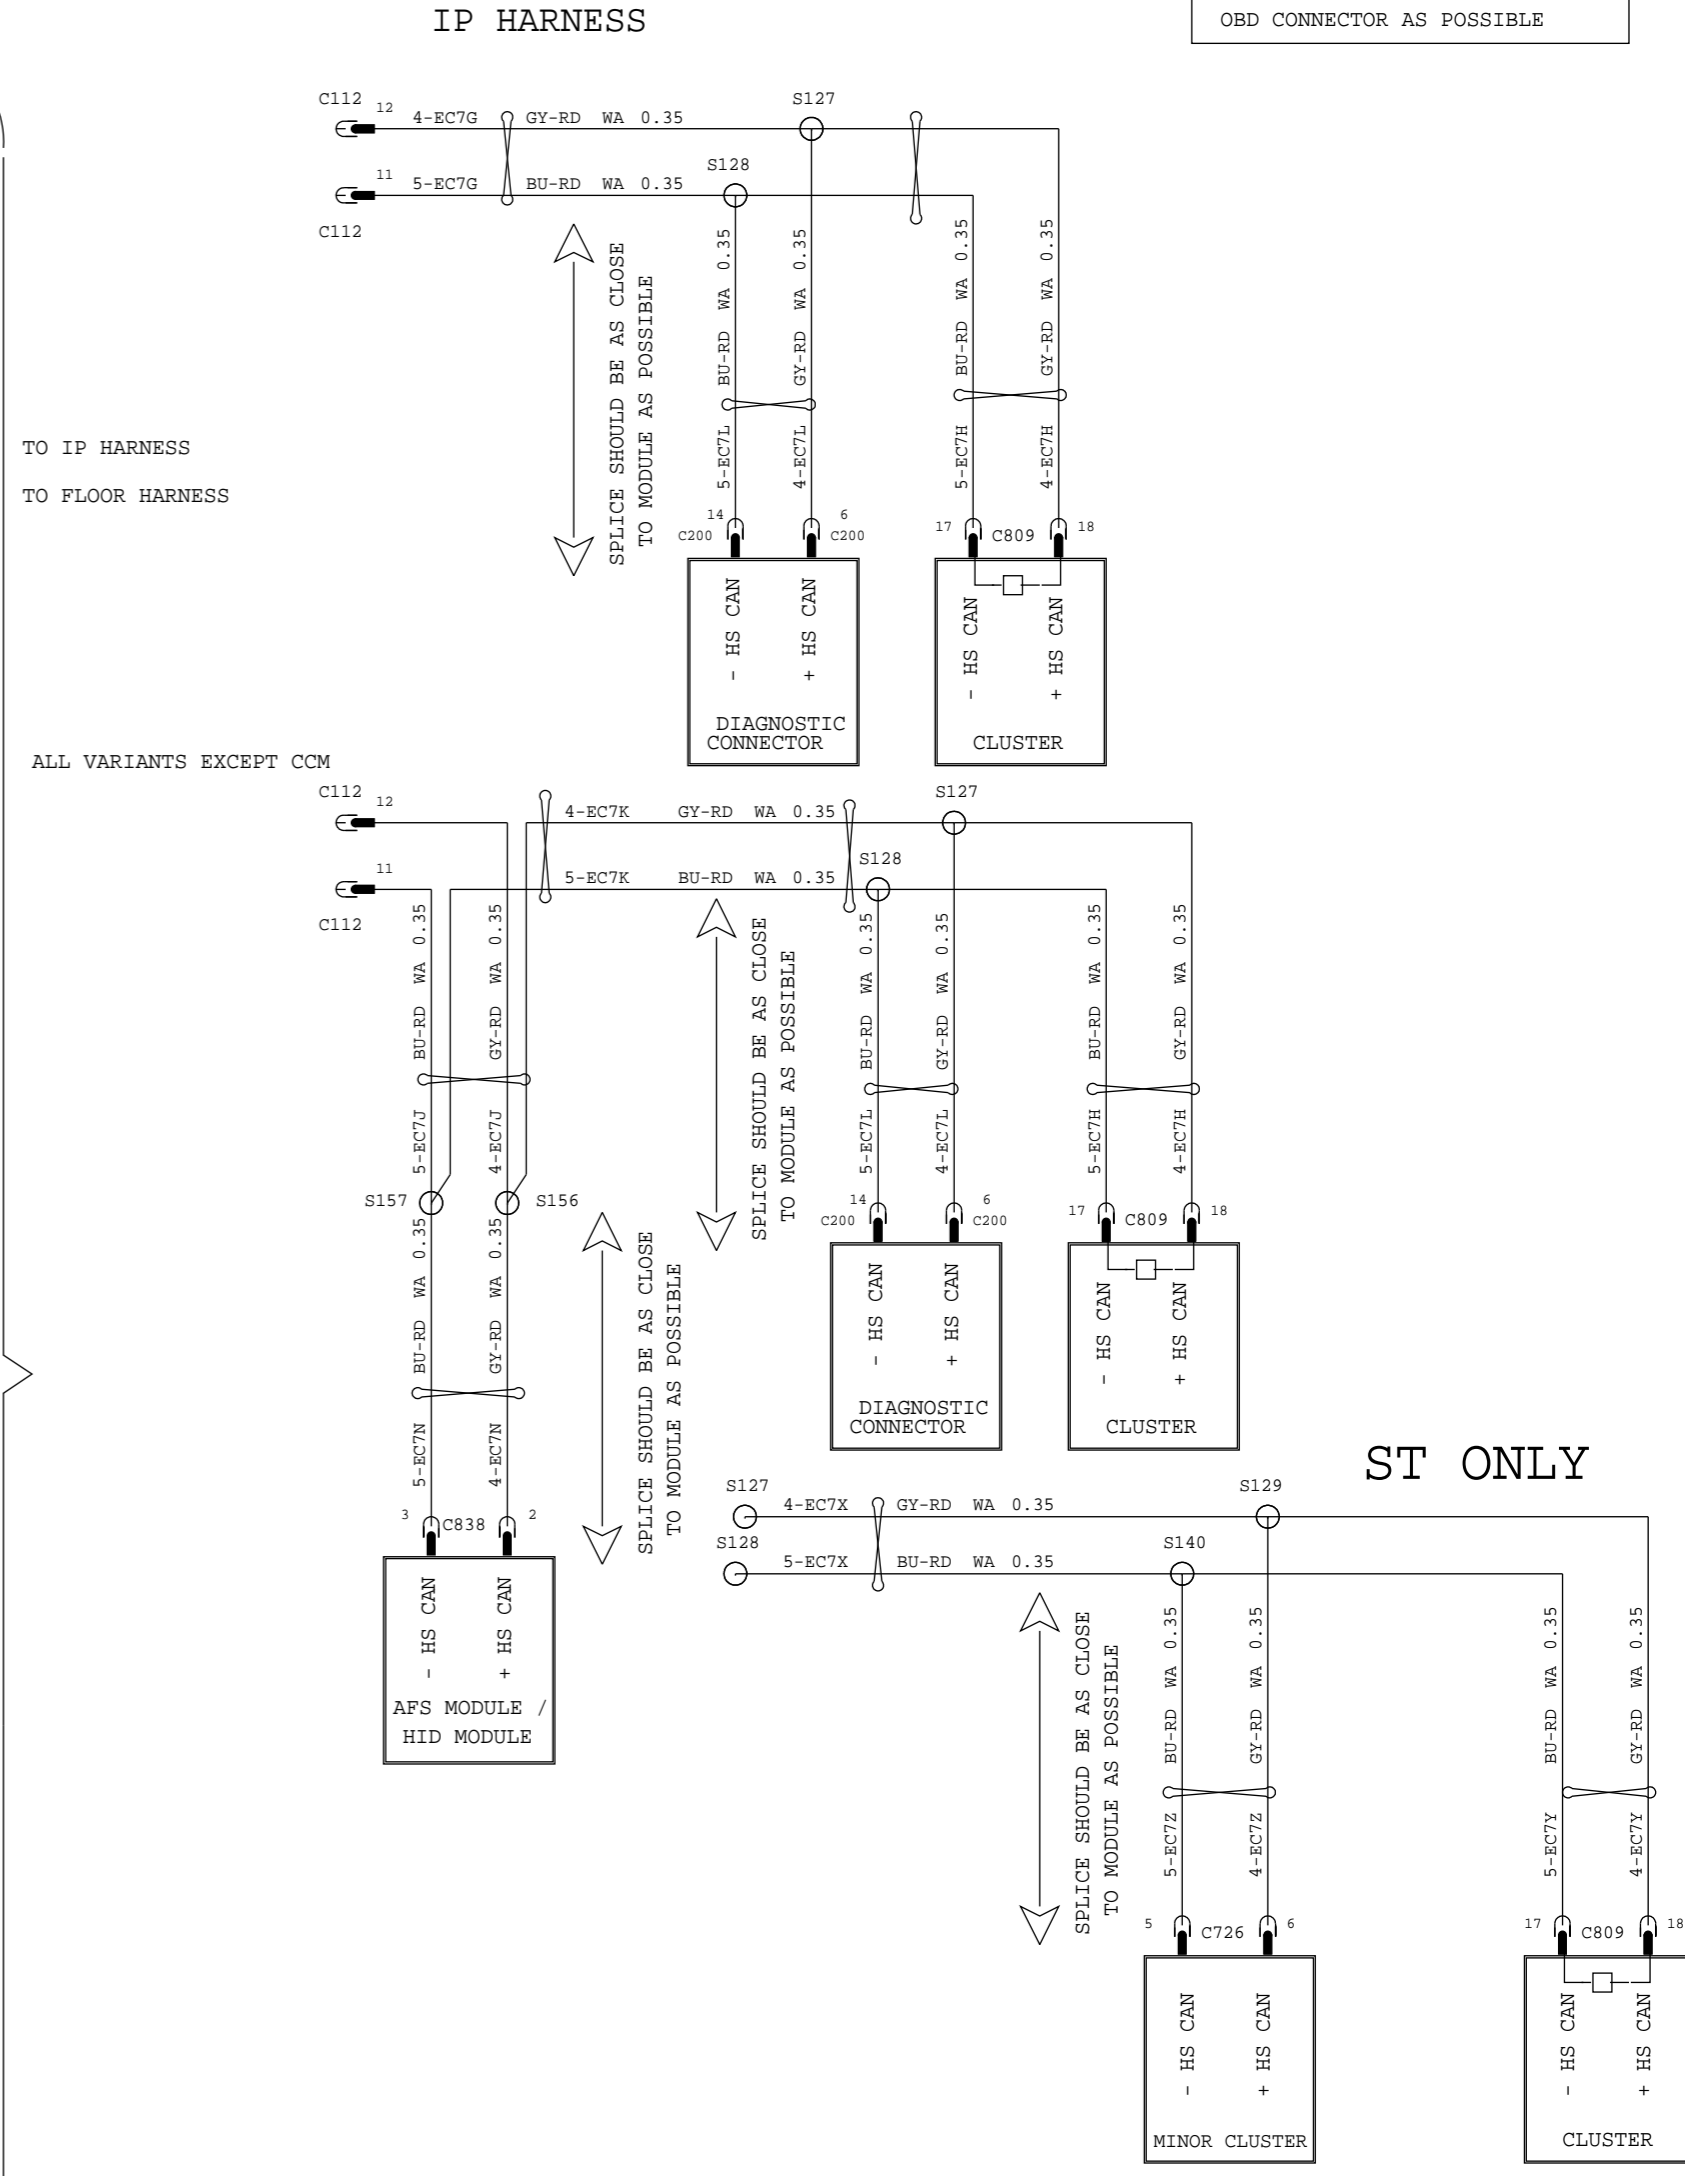 IP HARNESS
OBD CONNECTOR AS POSSIBLE
C112
12
4-EC7G
GY-RD WA 0.35
S127
11
5-EC7G
BU-RD WA 0.35
S128
C112
SPLICE SHOULD BE AS CLOSE
TO MODULE AS POSSIBLE
5-EC7L BU-RD WA 0.35
4-EC7L GY-RD WA 0.35
5-EC7H BU-RD WA 0.35
4-EC7H GY-RD WA 0.35
TO IP HARNESS
TO FLOOR HARNESS
14
C200
6
C200
17
C809
18
- HS CAN
+ HS CAN
DIAGNOSTIC
CONNECTOR
- HS CAN
+ HS CAN
CLUSTER
ALL VARIANTS EXCEPT CCM
C112
12
4-EC7K GY-RD WA 0.35
S127
11
5-EC7K BU-RD WA 0.35
S128
C112
5-EC7J BU-RD WA 0.35
4-EC7J GY-RD WA 0.35
SPLICE SHOULD BE AS CLOSE
TO MODULE AS POSSIBLE
5-EC7L BU-RD WA 0.35
4-EC7L GY-RD WA 0.35
5-EC7H BU-RD WA 0.35
4-EC7H GY-RD WA 0.35
S157
S156
14
C200
6
C200
17
C809
18
5-EC7N BU-RD WA 0.35
4-EC7N GY-RD WA 0.35
SPLICE SHOULD BE AS CLOSE
TO MODULE AS POSSIBLE
- HS CAN
+ HS CAN
DIAGNOSTIC
CONNECTOR
- HS CAN
+ HS CAN
CLUSTER
3
C838
2
- HS CAN
+ HS CAN
AFS MODULE /
HID MODULE
ST ONLY
S127
4-EC7X
GY-RD WA 0.35
S129
S128
5-EC7X
BU-RD WA 0.35
S140
SPLICE SHOULD BE AS CLOSE
TO MODULE AS POSSIBLE
5-EC7Z BU-RD WA 0.35
4-EC7Z GY-RD WA 0.35
5-EC7Y BU-RD WA 0.35
4-EC7Y GY-RD WA 0.35
5
C726
6
17
C809
18
- HS CAN
+ HS CAN
MINOR CLUSTER
- HS CAN
+ HS CAN
CLUSTER